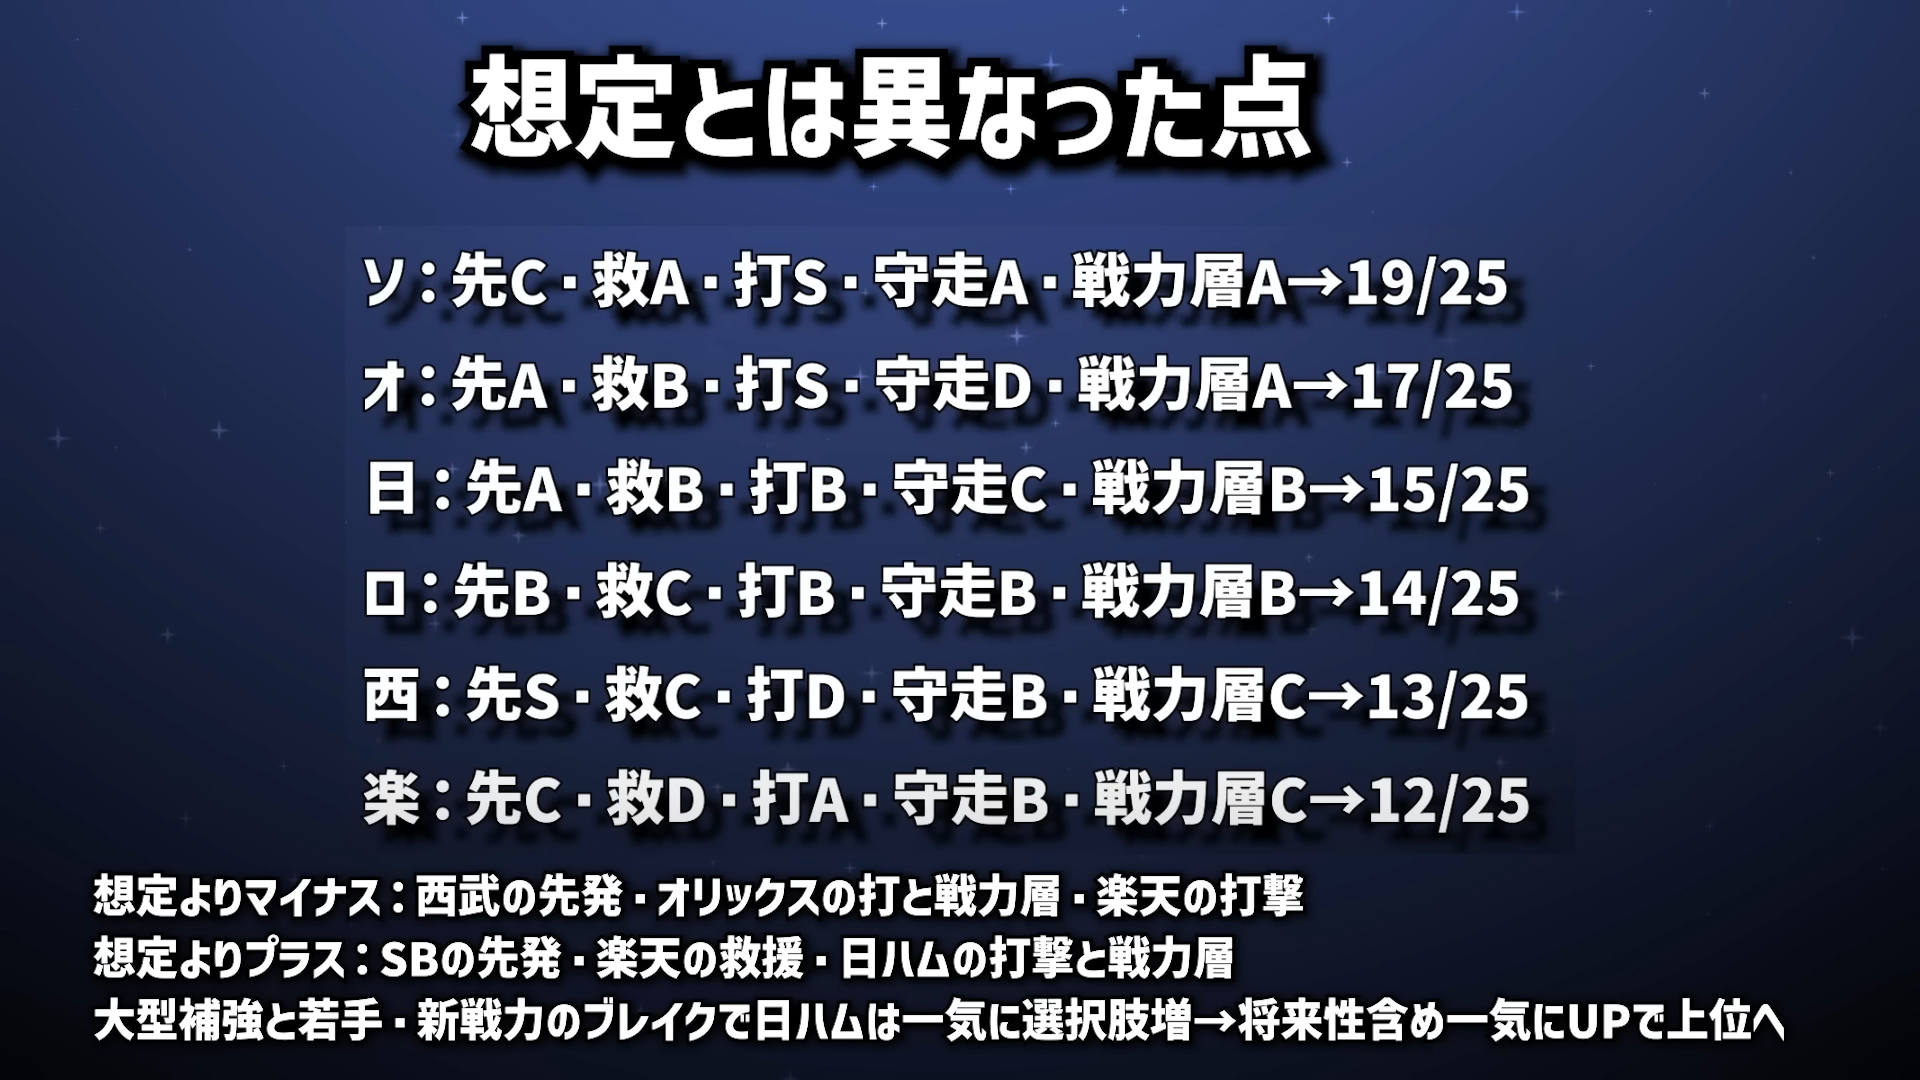 想定とは異なった点
ソ：先C・救A・打S・守走A・戦力層A→19/25
オ：先A・救B・打S・守走D・戦力層A→17/25
日：先A・救B・打B・守走C・戦力層B→15/25
ロ：先B・救C・打B・守走B・戦力層B→14/25
西：先S・救C・打D・守走B・戦力層C→13/25
楽：先C・救D・打A・守走B・戦力層C→12/25
想定よりマイナス：西武の先発・オリックスの打と戦力層・楽天の打撃
想定よりプラス：SBの先発・楽天の救援・日ハムの打撃と戦力層
大型補強と若手・新戦力のブレイクで日ハムは一気に選択肢増→将来性含め一気にUPで上位へ